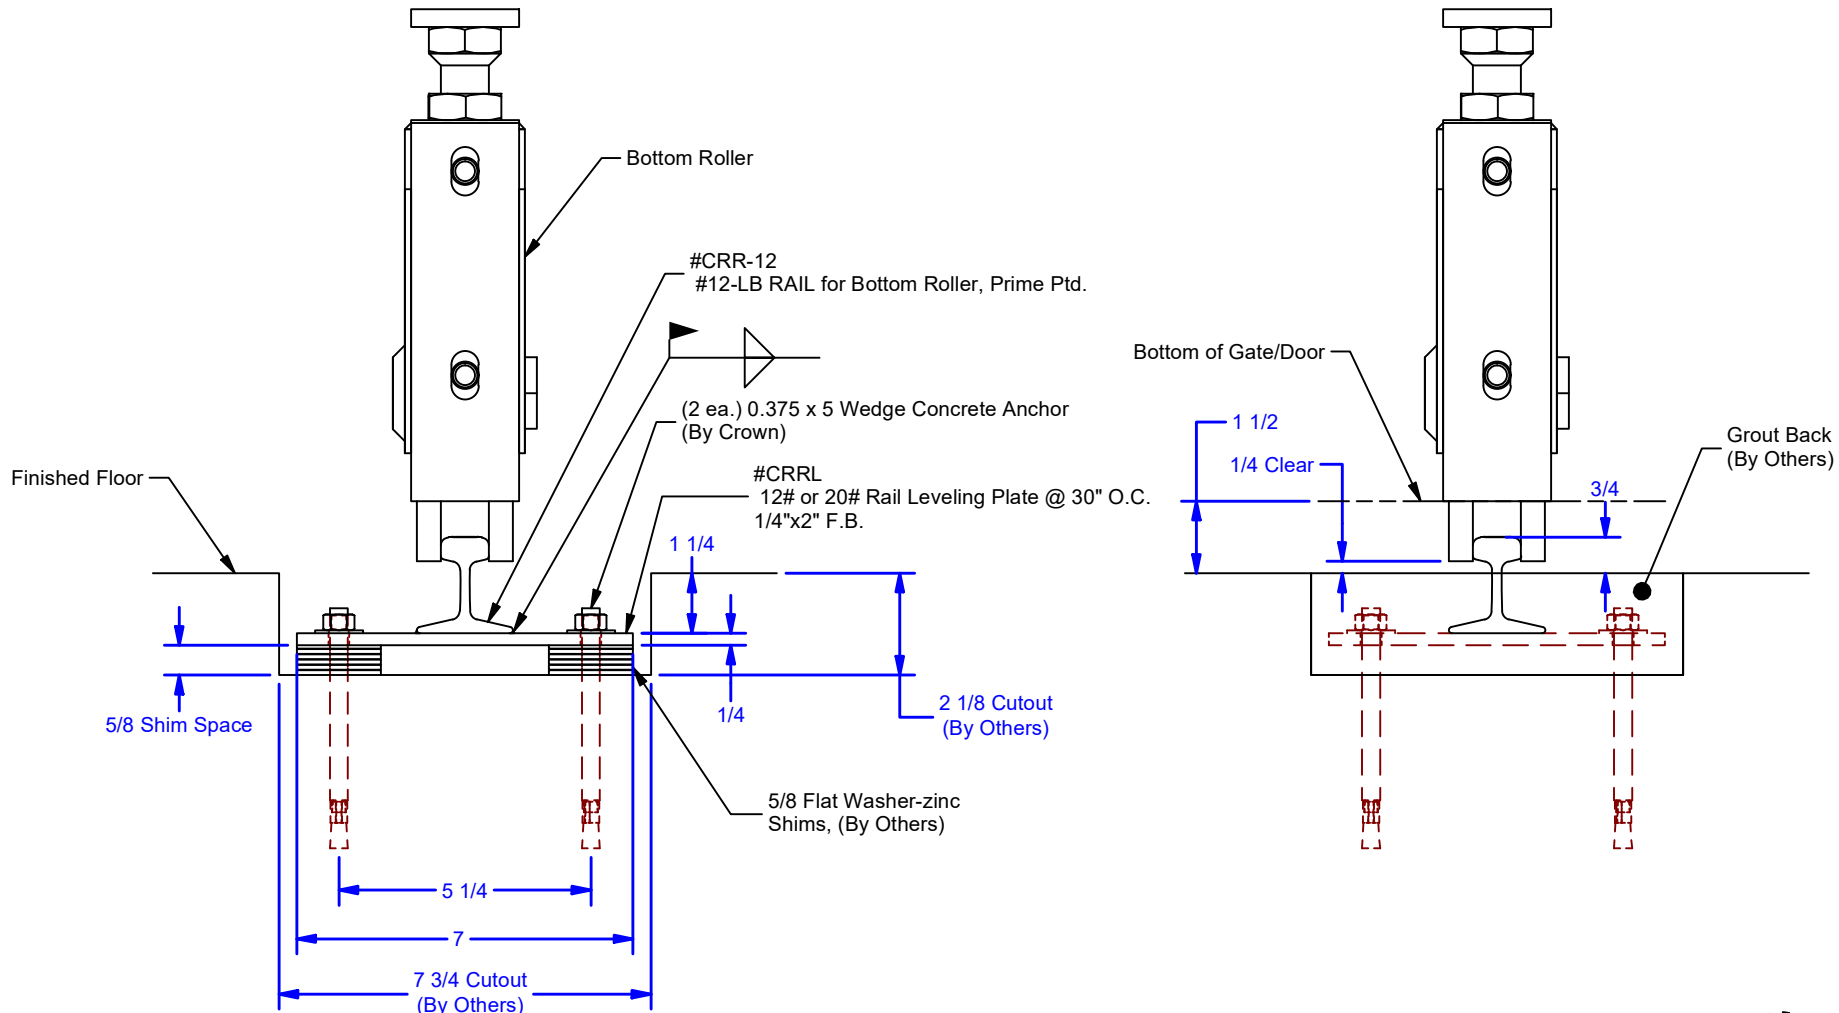 Bottom Roller
#CRR-12
#12-LB RAIL for Bottom Roller, Prime Ptd.
(2 ea.) 0.375 x 5 Wedge Concrete Anchor
(By Crown)
Finished Floor
#CRRL
12# or 20# Rail Leveling Plate @ 30" O.C.
1/4"x2" F.B.
1 1/4
5/8 Shim Space
1/4
2 1/8 Cutout
(By Others)
5/8 Flat Washer-zinc
Shims, (By Others)
5 1/4
7
7 3/4 Cutout
(By Others)
Bottom of Gate/Door
1 1/2
1/4 Clear
3/4
Grout Back
(By Others)